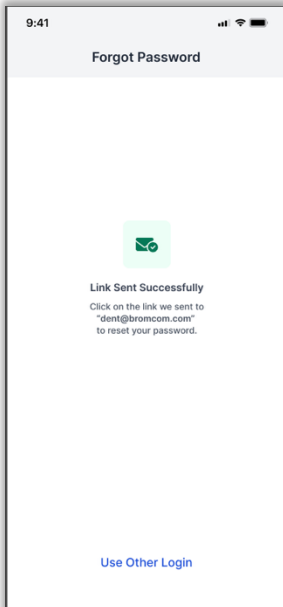 9:41
Forgot Password
Link Sent Successfully
Click on the link we sent to
"dent@bromcom.com"
to reset your password.
Use Other Login